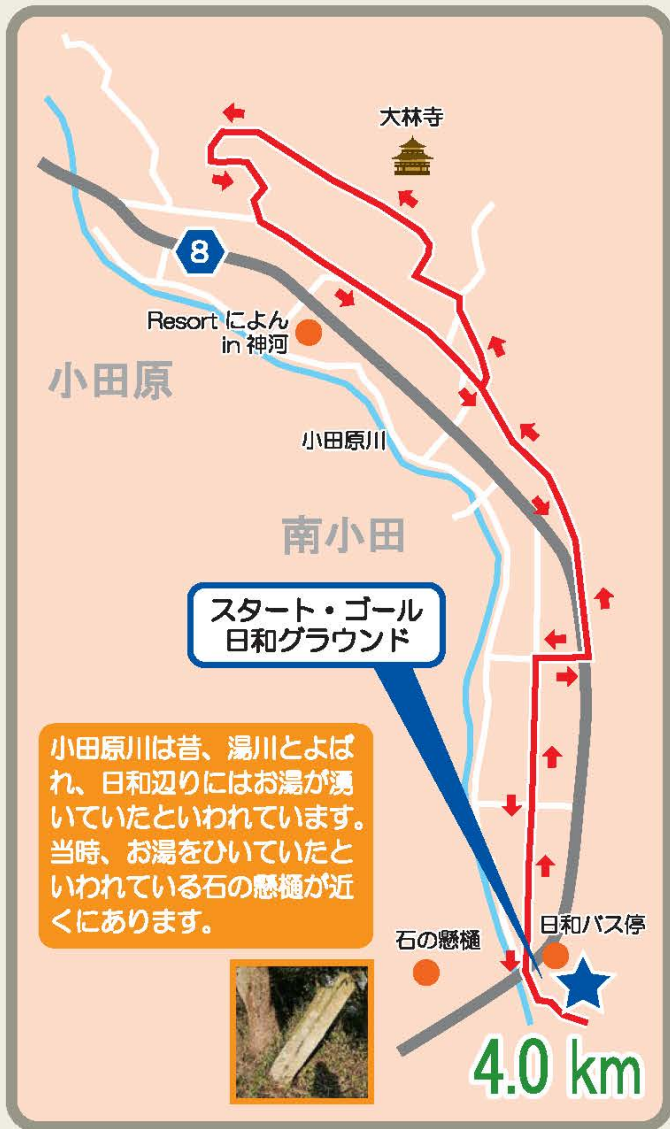 大林寺
8
Resort によん
in 神河
小田原
小田原川
南小田
スタート・ゴール
日和グラウンド
小田原川は昔、湯川とよば
れ、日和辺りにはお湯が湧
いていたといわれています。
当時、お湯をひいていたと
いわれている石の懸樋が近
くにあります。
石の懸樋
日和バス停
4.0 km